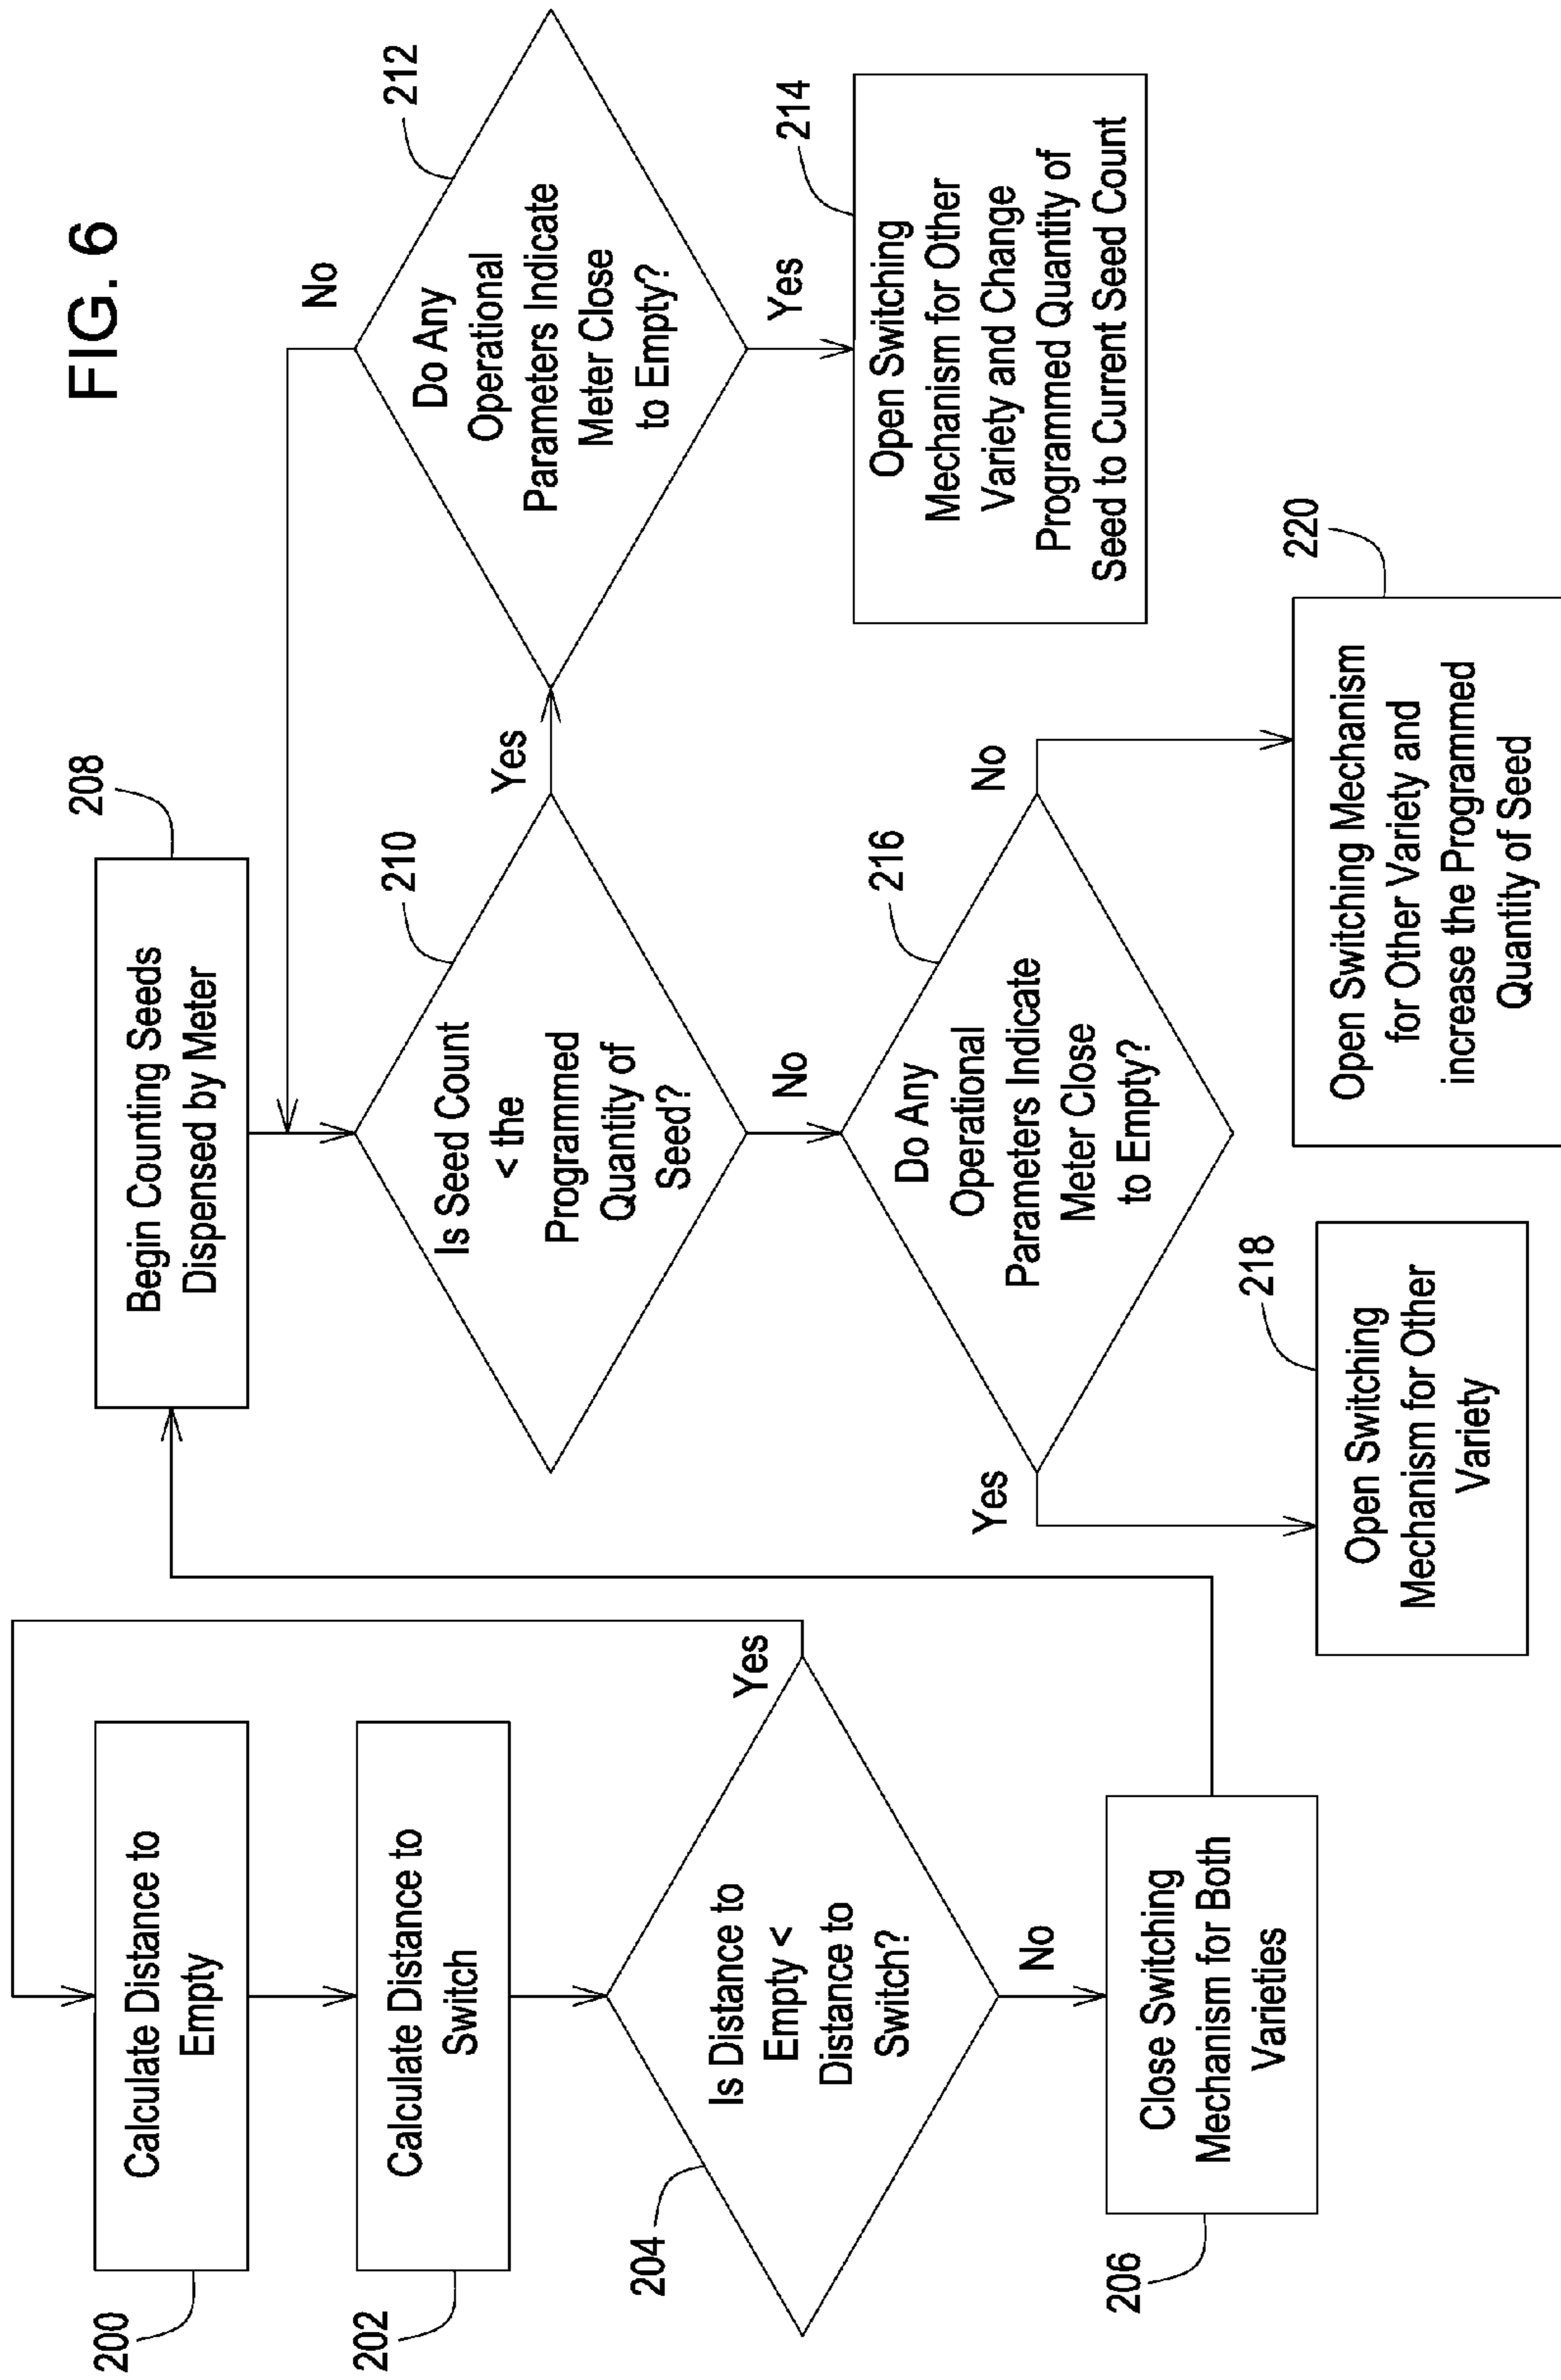 FIG. 6
200
Calculate Distance to
Empty
202
Calculate Distance to
Switch
204
Is Distance to
Empty <
Distance to
Switch?
Yes
No
206
Close Switching
Mechanism for Both
Varieties
208
Begin Counting Seeds
Dispensed by Meter
210
Is Seed Count
< the
Programmed
Quantity of
Seed?
Yes
No
212
Do Any
Operational
Parameters Indicate
Meter Close
to Empty?
No
Yes
214
Open Switching
Mechanism for Other
Variety and Change
Programmed Quantity of
Seed to Current Seed Count
216
Do Any
Operational
Parameters Indicate
Meter Close
to Empty?
Yes
No
218
Open Switching
Mechanism for Other
Variety
220
Open Switching Mechanism
for Other Variety and
increase the Programmed
Quantity of Seed